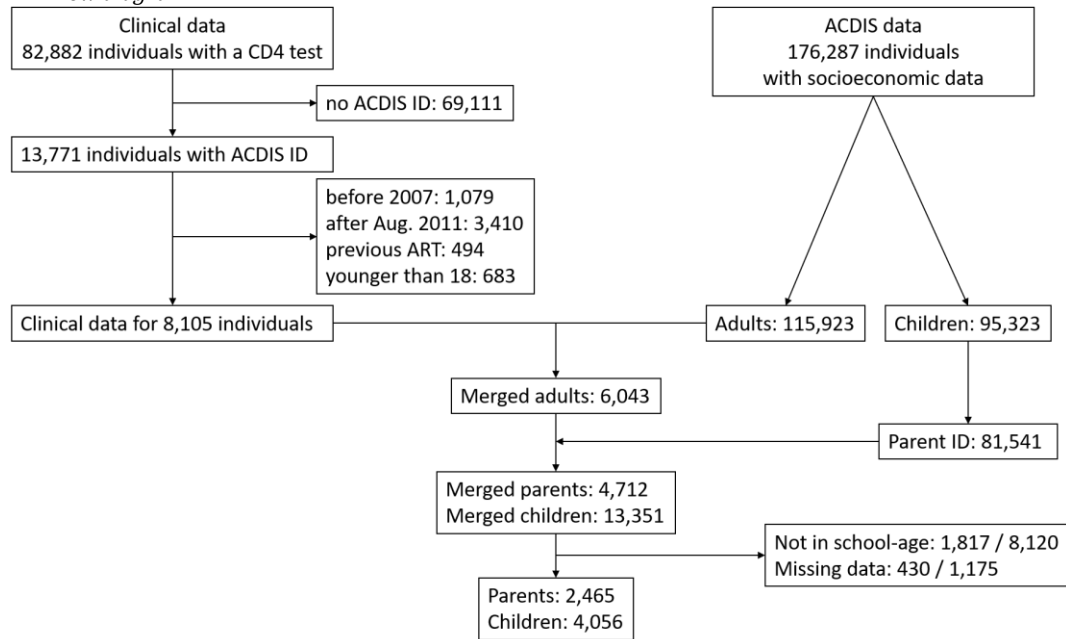 Clinical data
82,882 individuals with a CD4 test
ACDIS data
176,287 individuals
with socioeconomic data
no ACDIS ID: 69,111
13,771 individuals with ACDIS ID
before 2007: 1,079
after Aug. 2011: 3,410
previous ART: 494
younger than 18: 683
Clinical data for 8,105 individuals
Adults: 115,923
Children: 95,323
Merged adults: 6,043
Parent ID: 81,541
Merged parents: 4,712
Merged children: 13,351
Not in school-age: 1,817 / 8,120
Missing data: 430 / 1,175
Parents: 2,465
Children: 4,056